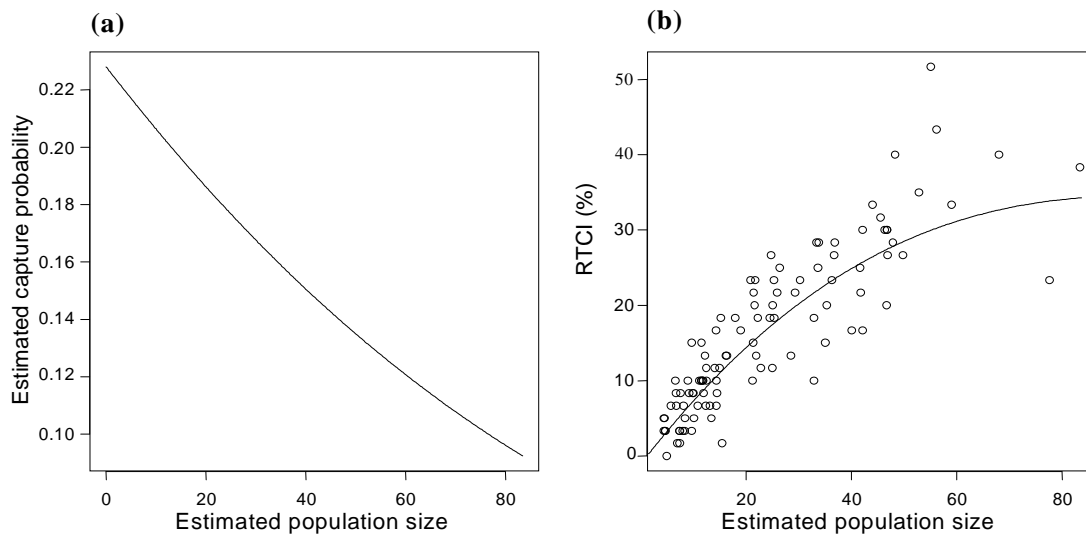 (a)
Estimated capture probability
0.22
0.20
0.18
0.16
0.14
0.12
0.10
0 20 40 60 80
Estimated population size
(b)
RTCI (%)
50
40
30
20
10
0
20 40 60 80
Estimated population size